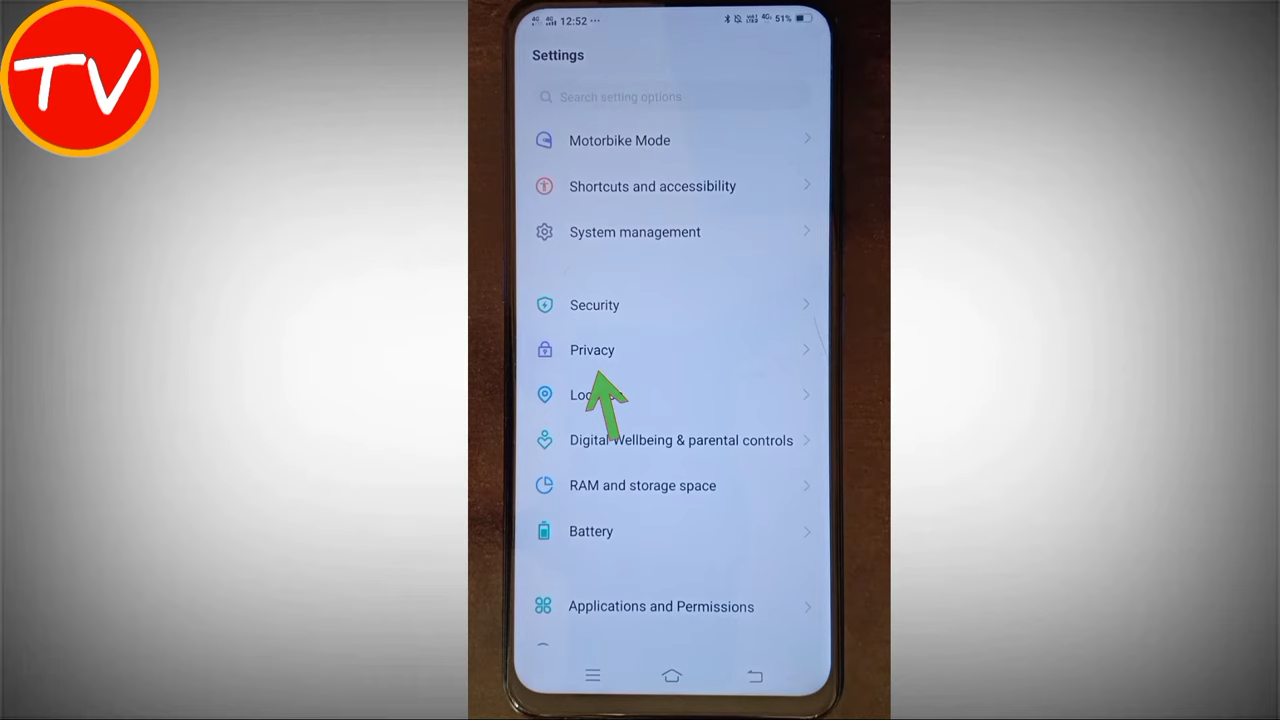 TV
12:52 ...
4G 51%
Settings
Search setting options
Motorbike Mode
Shortcuts and accessibility
System management
Security
Privacy
Digital Wellbeing & parental controls
RAM and storage space
Battery
Applications and Permissions